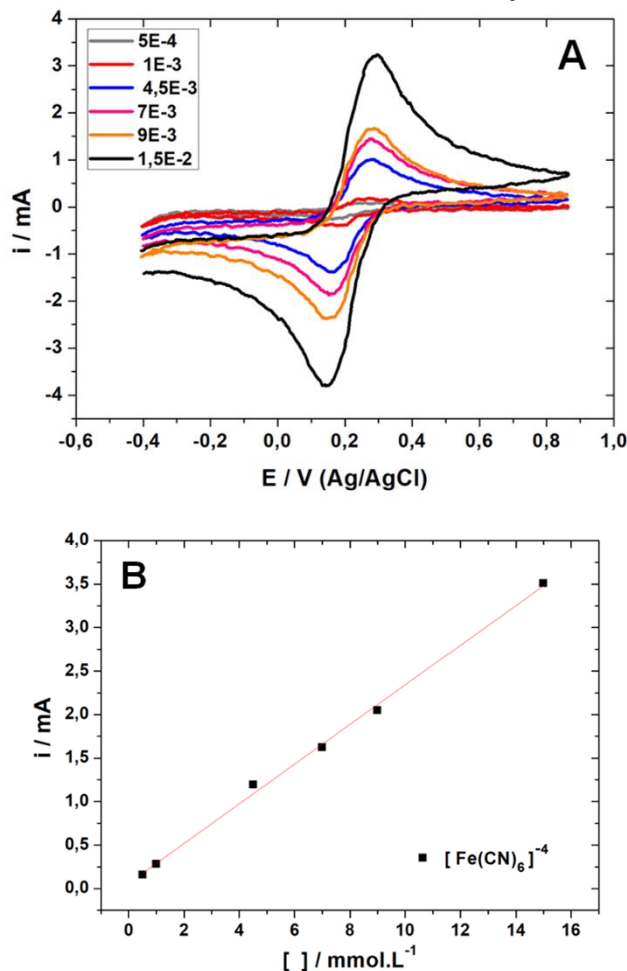 A
4
3
2
1
0
-1
-2
-3
-4
i / mA
5E-4
1E-3
4,5E-3
7E-3
9E-3
1,5E-2
-0,6 -0,4 -0,2 0,0 0,2 0,4 0,6 0,8 1,0
E / V (Ag/AgCl)
B
4,0
3,5
3,0
2,5
2,0
1,5
1,0
0,5
0,0
i / mA
[ Fe(CN)6]-4
0 2 4 6 8 10 12 14 16
[ ] / mmol.L-1